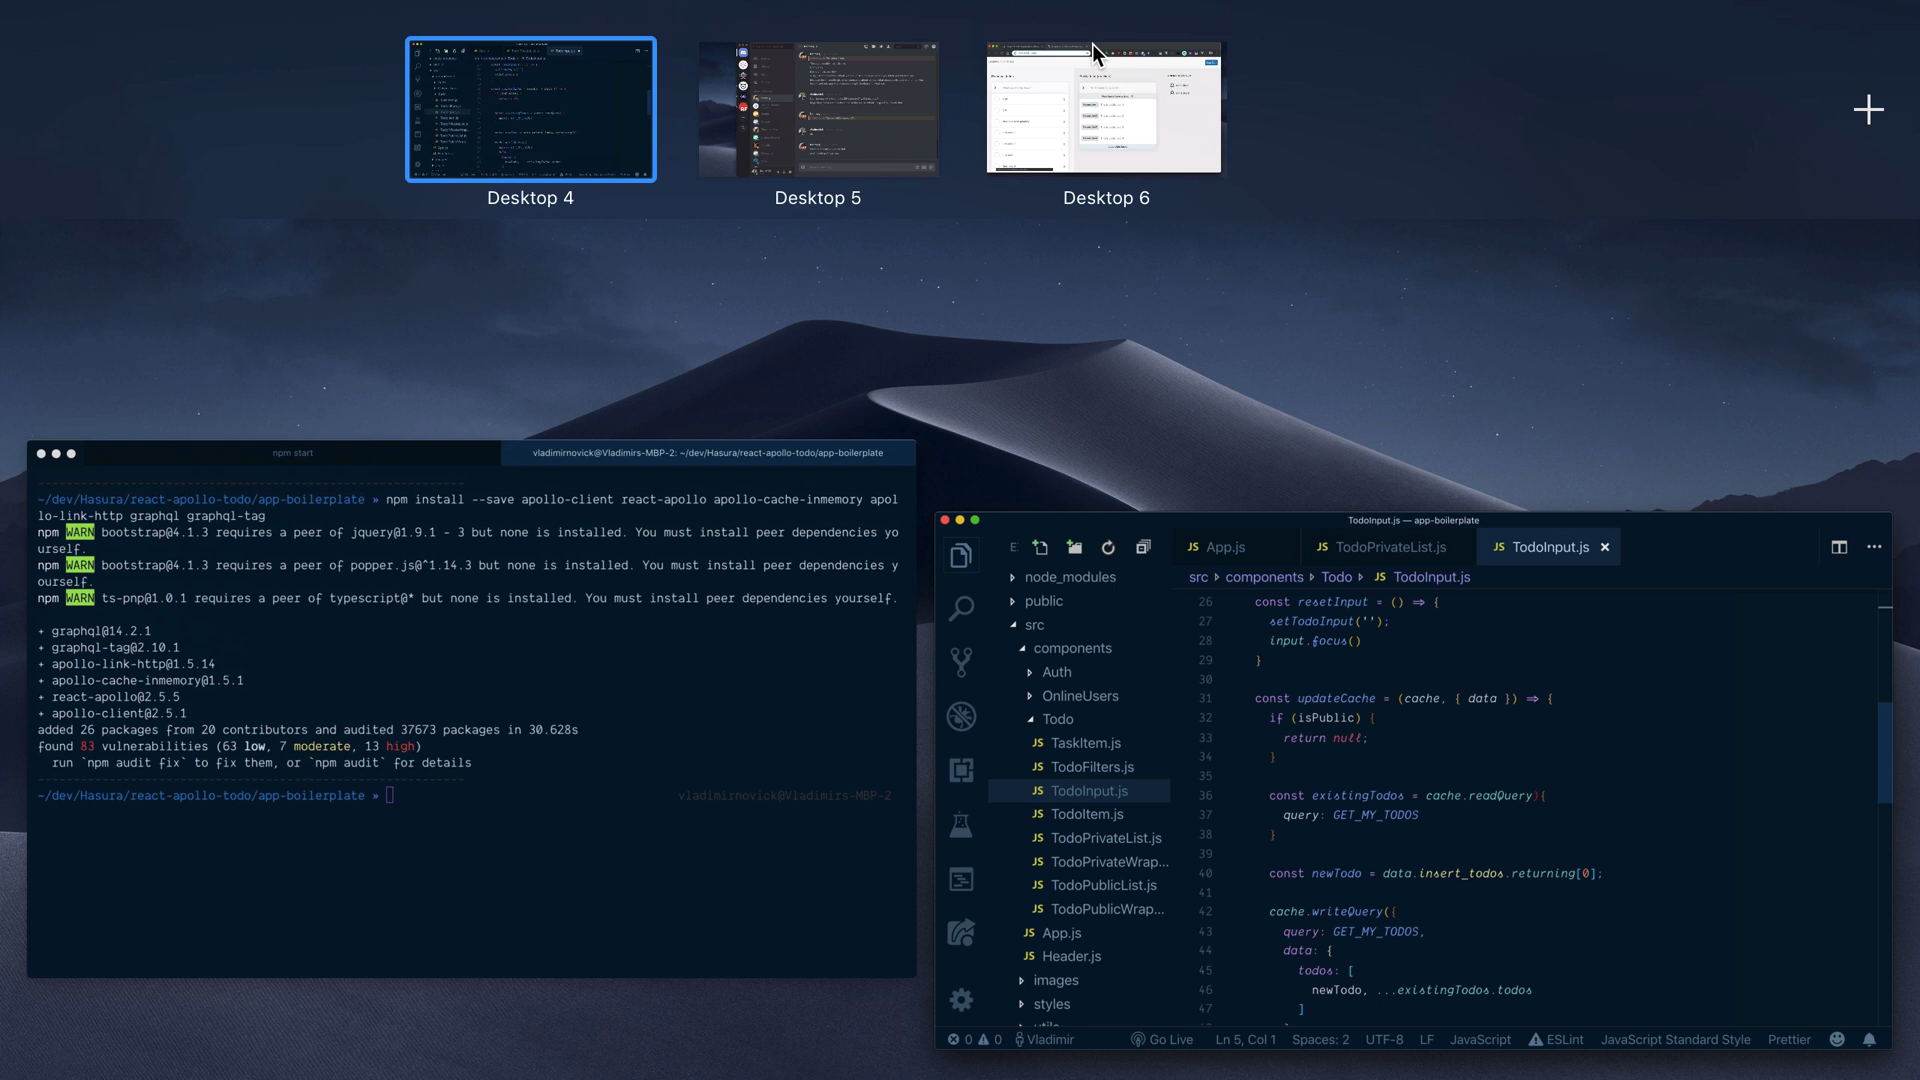 Desktop 4
Desktop 5
Desktop 6
npm start
vladimirnovick@Vladimirs-MBP-2: ~/dev/Hasura/react-apollo-todo/app-boilerplate
~/dev/Hasura/react-apollo-todo/app-boilerplate » npm install --save apollo-client react-apollo apollo-cache-inmemory apol
lo-link-http graphql graphql-tag
npm WARN bootstrap@4.1.3 requires a peer of jquery@1.9.1 - 3 but none is installed. You must install peer dependencies yo
urself.
npm WARN bootstrap@4.1.3 requires a peer of popper.js@^1.14.3 but none is installed. You must install peer dependencies y
ourself.
npm WARN ts-pnp@1.0.1 requires a peer of typescript@* but none is installed. You must install peer dependencies yourself.
+ graphql@14.2.1
+ graphql-tag@2.10.1
+ apollo-link-http@1.5.14
+ apollo-cache-inmemory@1.5.1
+ react-apollo@2.5.5
+ apollo-client@2.5.1
added 26 packages from 20 contributors and audited 37673 packages in 30.628s
found 83 vulnerabilities (63 low, 7 moderate, 13 high)
run `npm audit fix` to fix them, or `npm audit` for details
~/dev/Hasura/react-apollo-todo/app-boilerplate »
vladimirnovick@Vladimirs-MBP-2
TodoInput.js — app-boilerplate
JS App.js
JS TodoPrivateList.js
JS TodoInput.js ×
src components Todo JS TodoInput.js
node_modules
public
src
components
Auth
OnlineUsers
Todo
JS TaskItem.js
JS TodoFilters.js
JS TodoInput.js
JS TodoItem.js
JS TodoPrivateList.js
JS TodoPrivateWrap...
JS TodoPublicList.js
JS TodoPublicWrap...
JS App.js
JS Header.js
images
styles
26 const resetInput = () => {
27 setTodoInput('');
28 input.focus()
29 }
30
31 const updateCache = (cache, { data }) => {
32 if (isPublic) {
33 return null;
34 }
35
36 const existingTodos = cache.readQuery){
37 query: GET_MY_TODOS
38 }
39
40 const newTodo = data.insert_todos.returning[0];
41
42 cache.writeQuery({
43 query: GET_MY_TODOS,
44 data: {
45 todos: [
46 newTodo, ...existingTodos.todos
47 ]
0 0 Vladimir
Go Live
Ln 5, Col 1
Spaces: 2
UTF-8
LF
JavaScript
ESLint
JavaScript Standard Style
Prettier